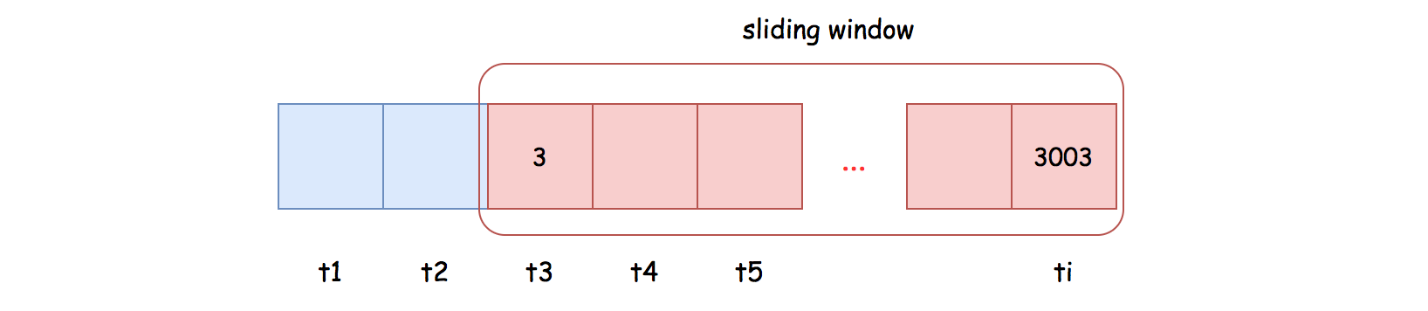 sliding window
3 ... 3003
t1 t2 t3 t4 t5 ti